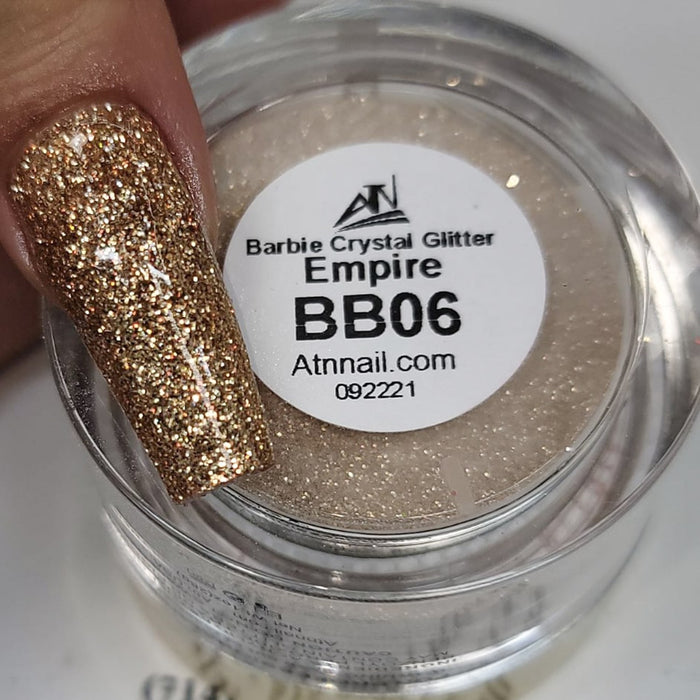 ATN
Barbie Crystal Glitter
Empire
BB06
Atnnail.com
092221